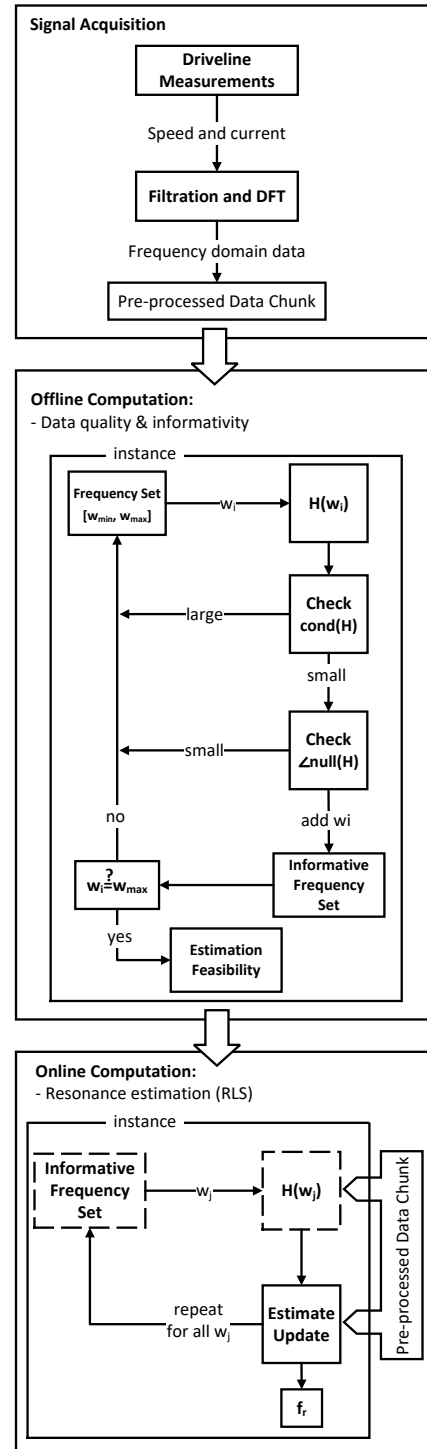 Signal Acquisition
Driveline
Measurements
Speed and current
Filtration and DFT
Frequency domain data
Pre-processed Data Chunk
Offline Computation:
- Data quality & informativity
instance
Frequency Set
[wmin, wmax]
wi
H(wi)
Check
cond(H)
large
small
Check
∠null(H)
small
add wi
no
Informative
Frequency
Set
?
wi=wmax
yes
Estimation
Feasibility
Online Computation:
- Resonance estimation (RLS)
instance
Informative
Frequency
Set
wj
H(wj)
Pre-processed Data Chunk
repeat
for all wj
Estimate
Update
fr